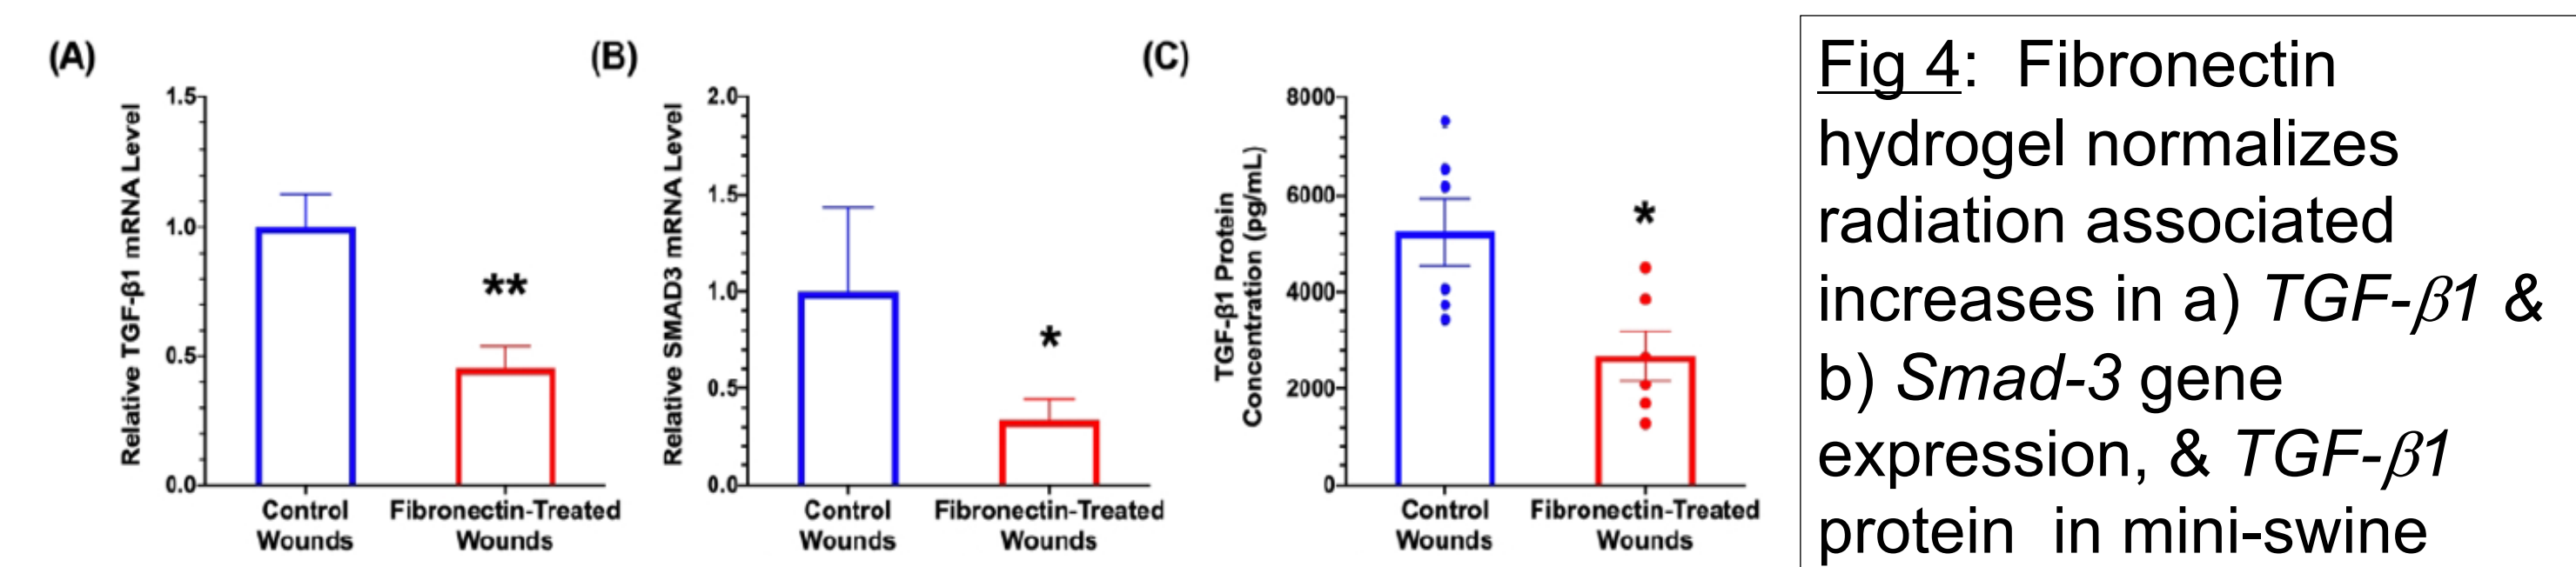 (A)
Relative TGF-β1 mRNA Level
1.5
1.0
0.5
0.0
**
Control
Wounds
Fibronectin-Treated
Wounds
(B)
Relative SMAD3 mRNA Level
2.0
1.5
1.0
0.5
0.0
*
Control
Wounds
Fibronectin-Treated
Wounds
(C)
TGF-β1 Protein
Concentration (pg/mL)
8000
6000
4000
2000
0
*
Control
Wounds
Fibronectin-Treated
Wounds
Fig 4: Fibronectin
hydrogel normalizes
radiation associated
increases in a) TGF-β1 &
b) Smad-3 gene
expression, & TGF-β1
protein in mini-swine